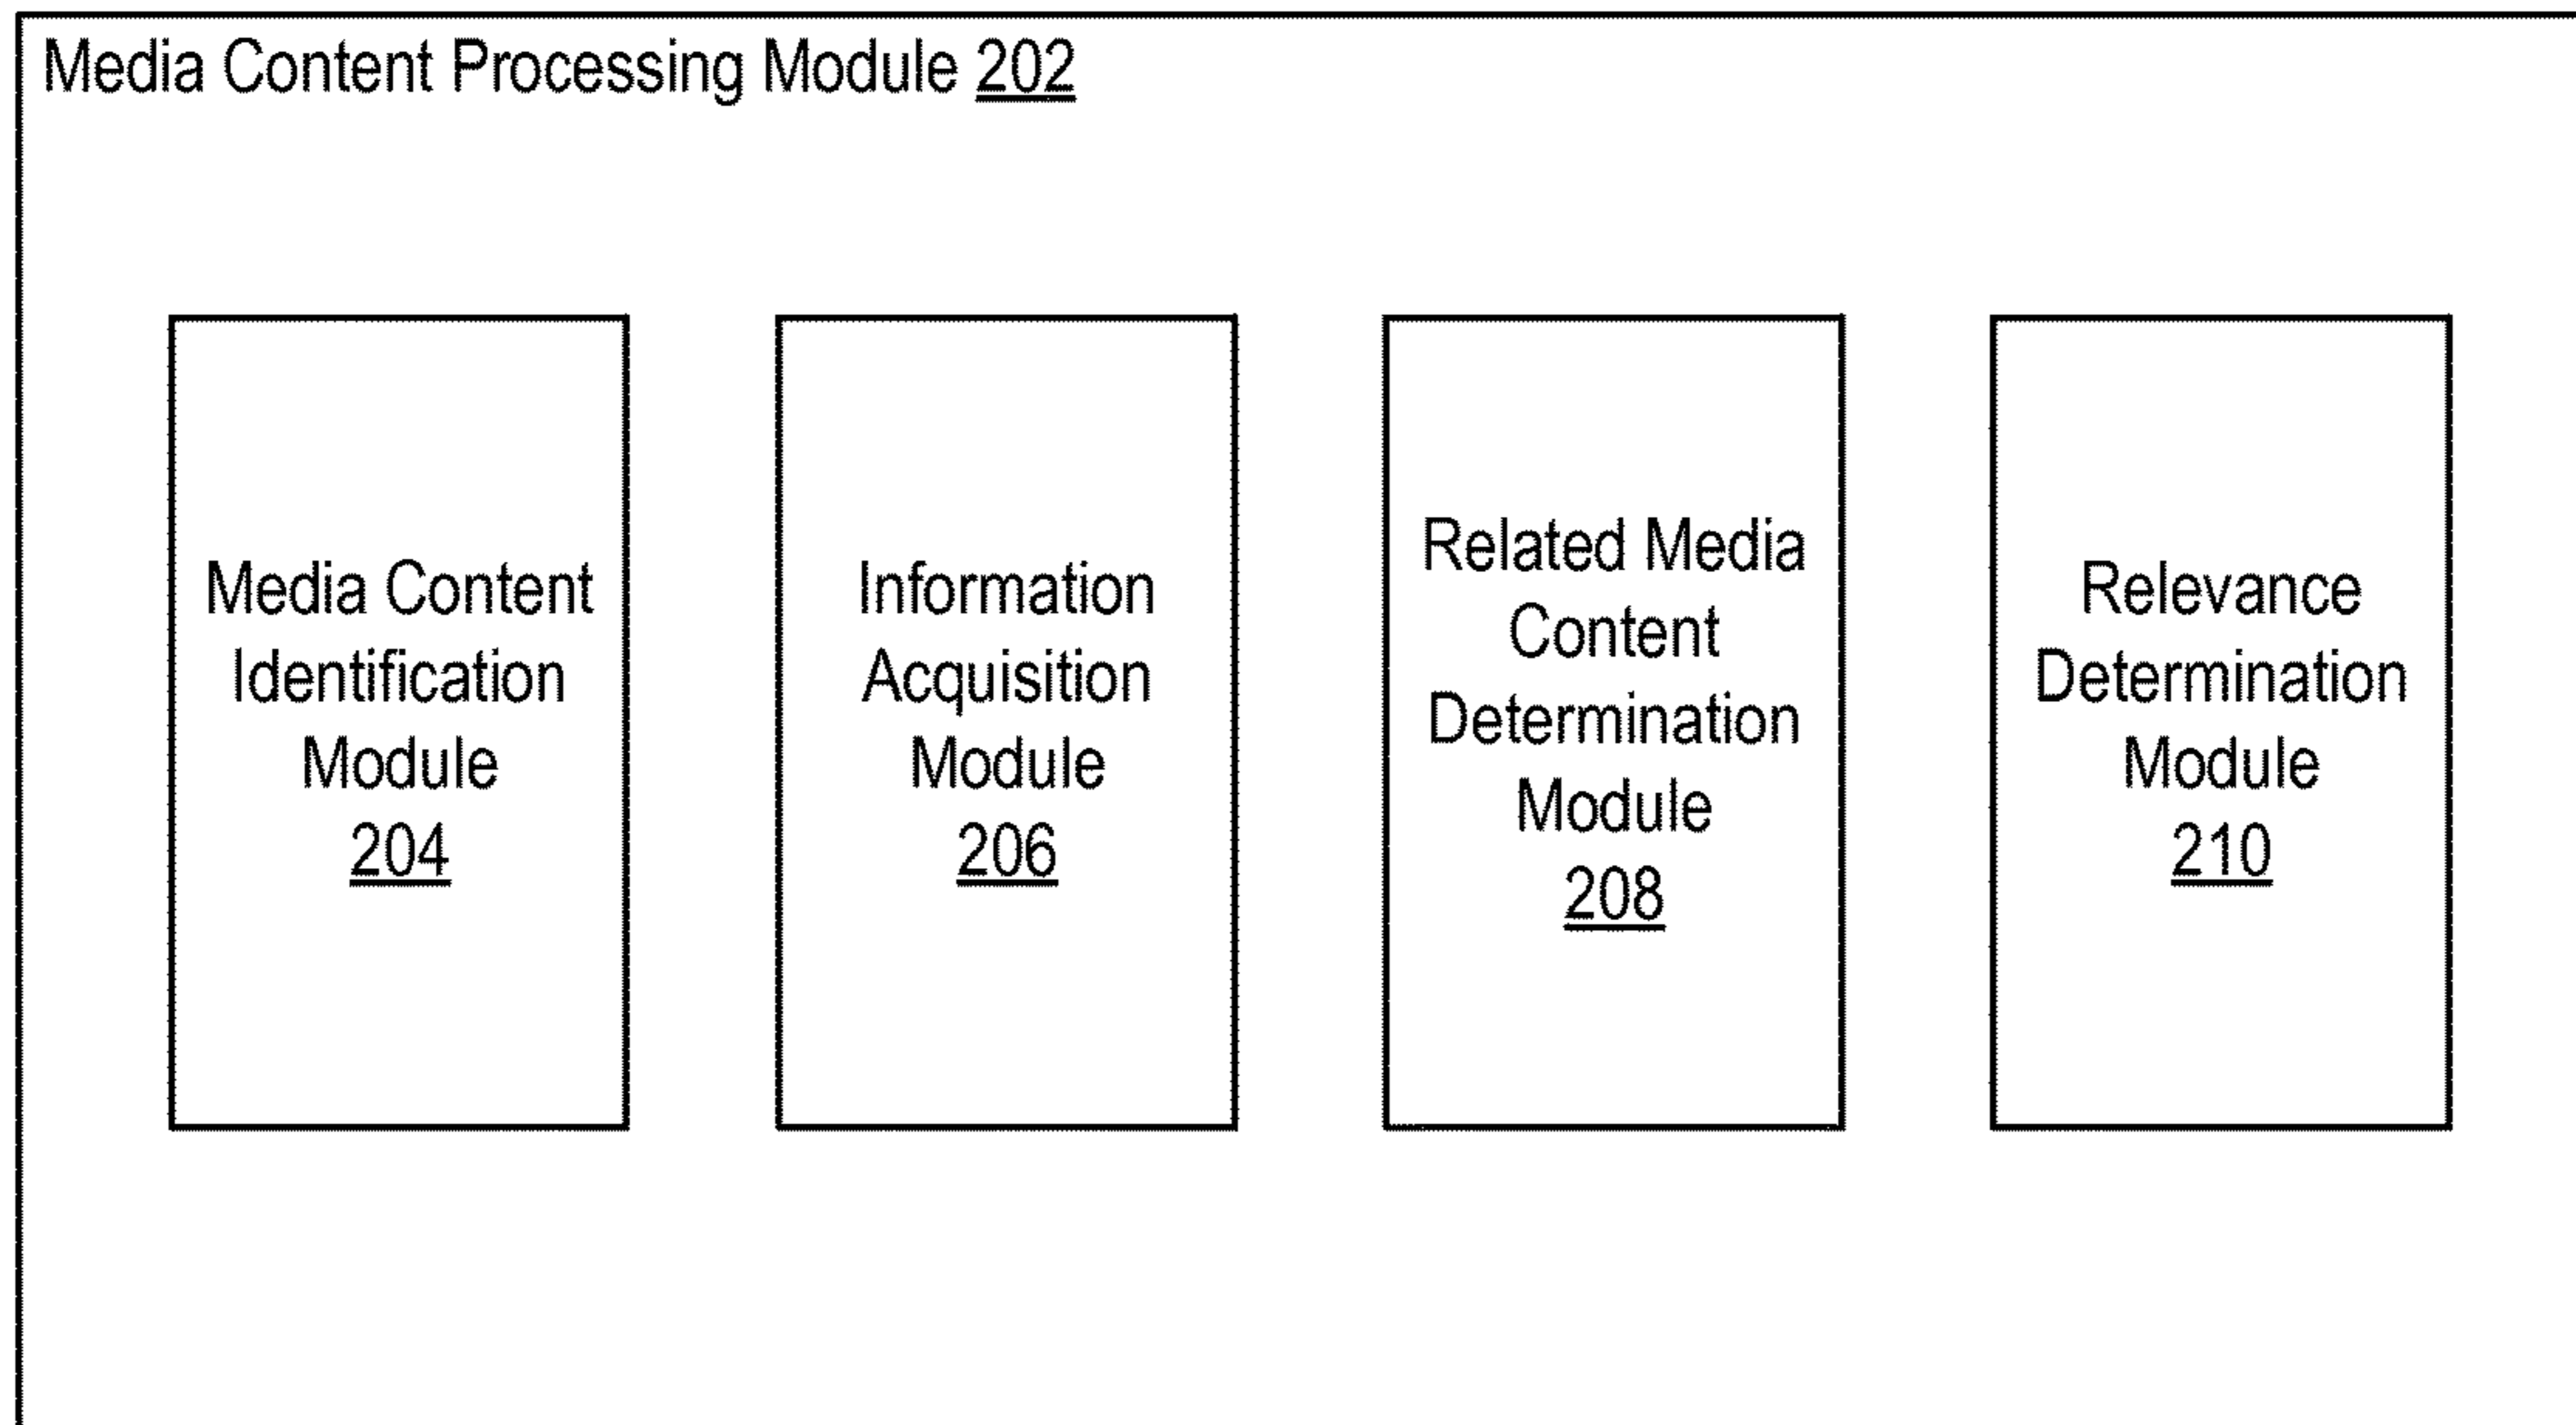 Media Content Processing Module 202
Media Content
Identification
Module
204
Information
Acquisition
Module
206
Related Media
Content
Determination
Module
208
Relevance
Determination
Module
210